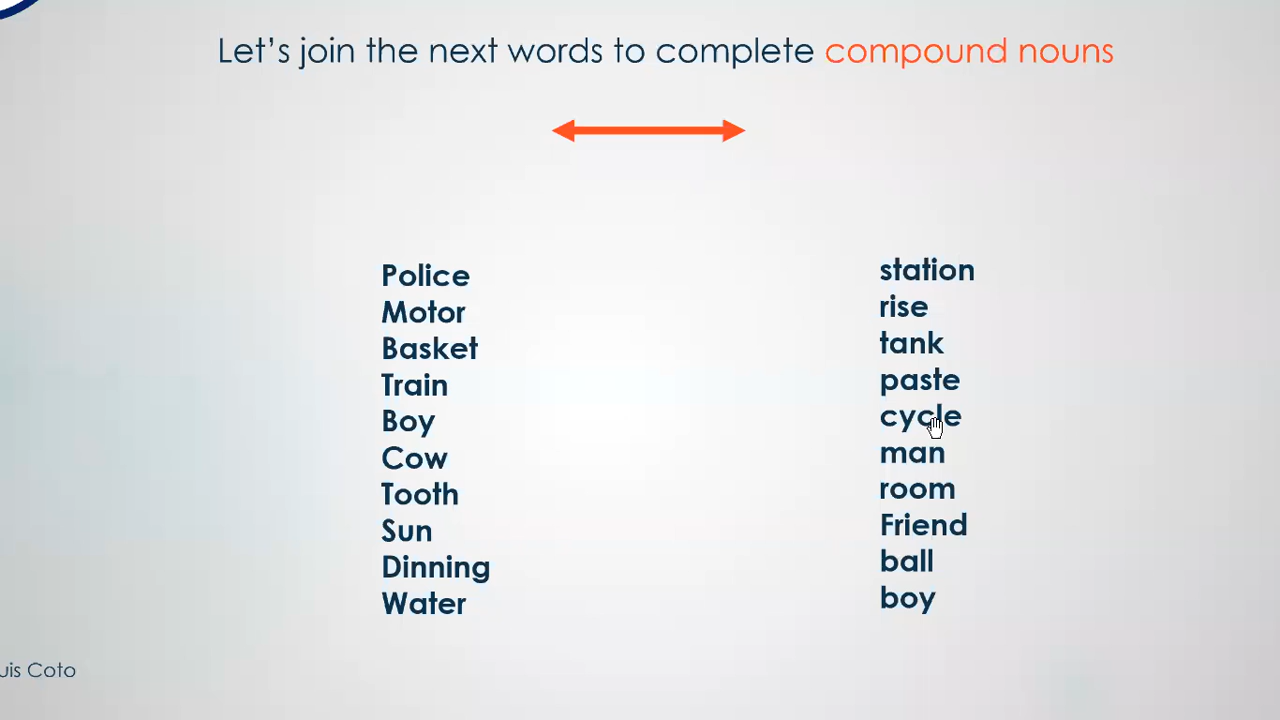 Let's join the next words to complete compound nouns
Police
Motor
Basket
Train
Boy
Cow
Tooth
Sun
Dinning
Water
station
rise
tank
paste
cycle
man
room
Friend
ball
boy
uis Coto